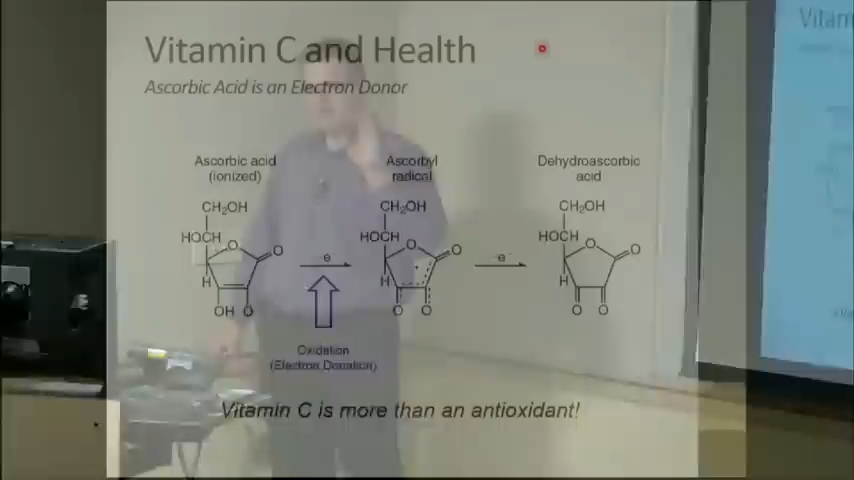 Vitamin C and Health
Ascorbic Acid is an Electron Donor
Ascorbic acid
(ionized)
Ascorbyl
radical
Dehydroascorbic
acid
CH₂OH
CH₂OH
CH₂OH
HOCH
HOCH
HOCH
O
O
O
O
O
O
H
H
H
e
-e⁻
-e⁻
OH O
O O
O O
Oxidation
(Electron Donation)
Vitamin C is more than an antioxidant!
Vitam